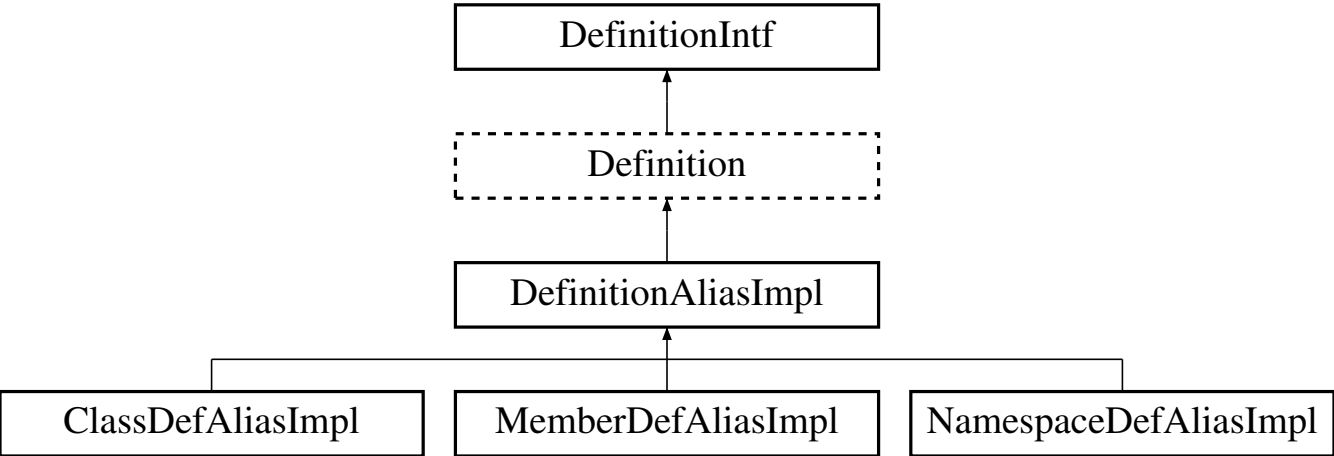 DefinitionIntf
Definition
DefinitionAliasImpl
ClassDefAliasImpl
MemberDefAliasImpl
NamespaceDefAliasImpl